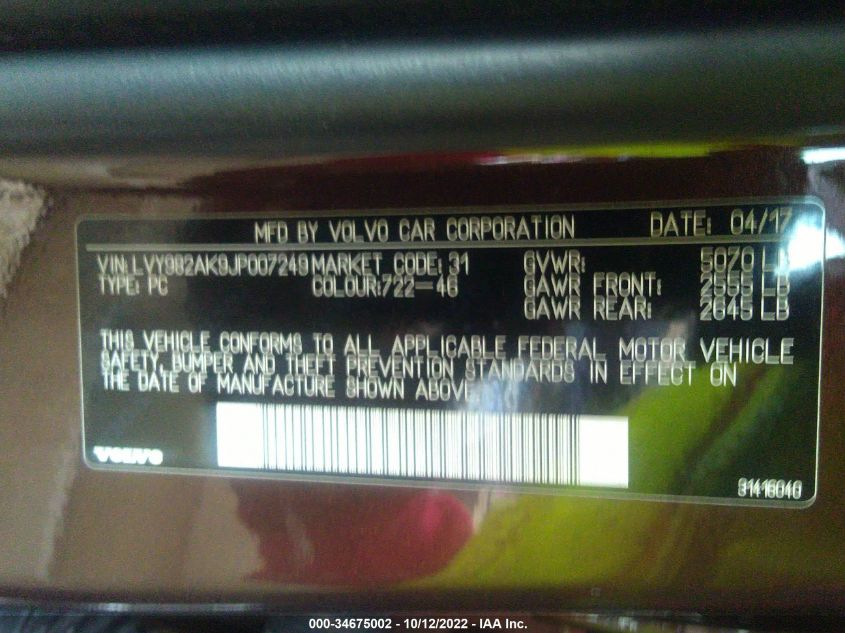 MFD BY VOLVO CAR CORPORATION DATE: 04/17
VIN: LVY982AK9JP007249 MARKET CODE: 31 GVWR: 5070 LB
TYPE: PC COLOUR: 722-46 GAWR FRONT: 2555 LB
GAWR REAR: 2645 LB
THIS VEHICLE CONFORMS TO ALL APPLICABLE FEDERAL MOTOR VEHICLE
SAFETY, BUMPER AND THEFT PREVENTION STANDARDS IN EFFECT ON
THE DATE OF MANUFACTURE SHOWN ABOVE
VOLVO
31416040
000-34675002 - 10/12/2022 - IAA Inc.